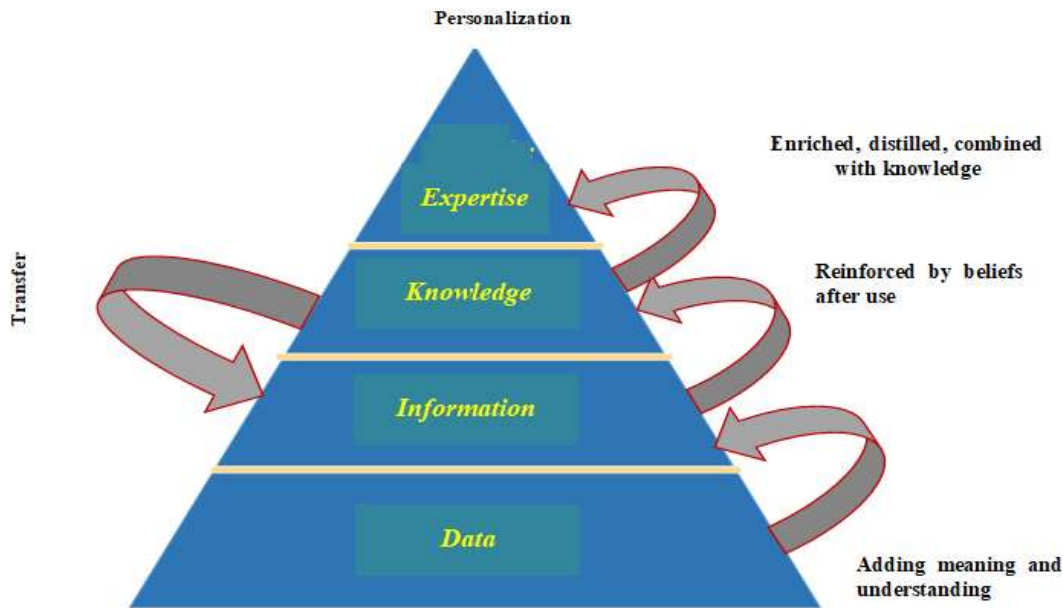 Personalization
Enriched, distilled, combined
with knowledge
Expertise
Transfer
Knowledge
Reinforced by beliefs
after use
Information
Data
Adding meaning and
understanding